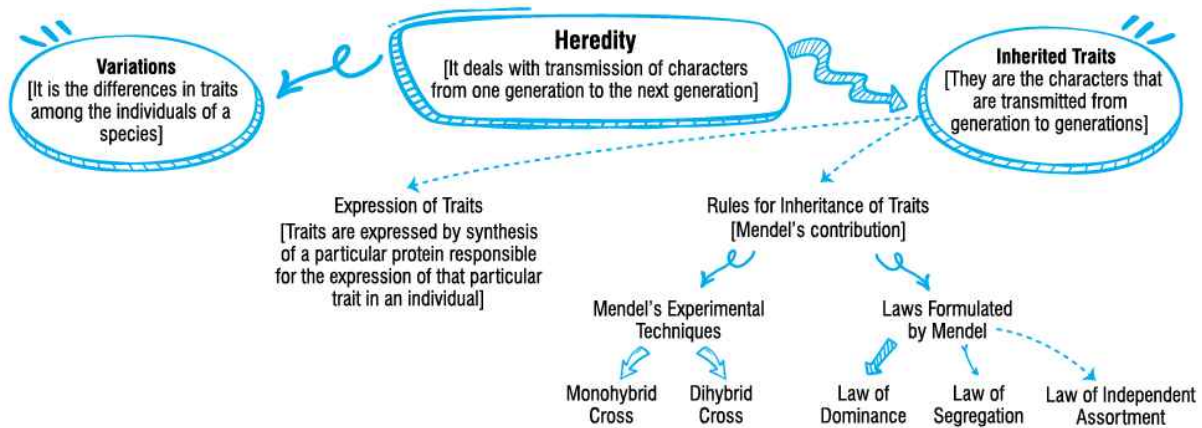 Variations
[It is the differences in traits
among the individuals of a
species]
Heredity
[It deals with transmission of characters
from one generation to the next generation]
Inherited Traits
[They are the characters that
are transmitted from
generation to generations]
Expression of Traits
[Traits are expressed by synthesis
of a particular protein responsible
for the expression of that particular
trait in an individual]
Rules for Inheritance of Traits
[Mendel's contribution]
Mendel's Experimental
Techniques
Laws Formulated
by Mendel
Monohybrid
Cross
Dihybrid
Cross
Law of
Dominance
Law of
Segregation
Law of Independent
Assortment